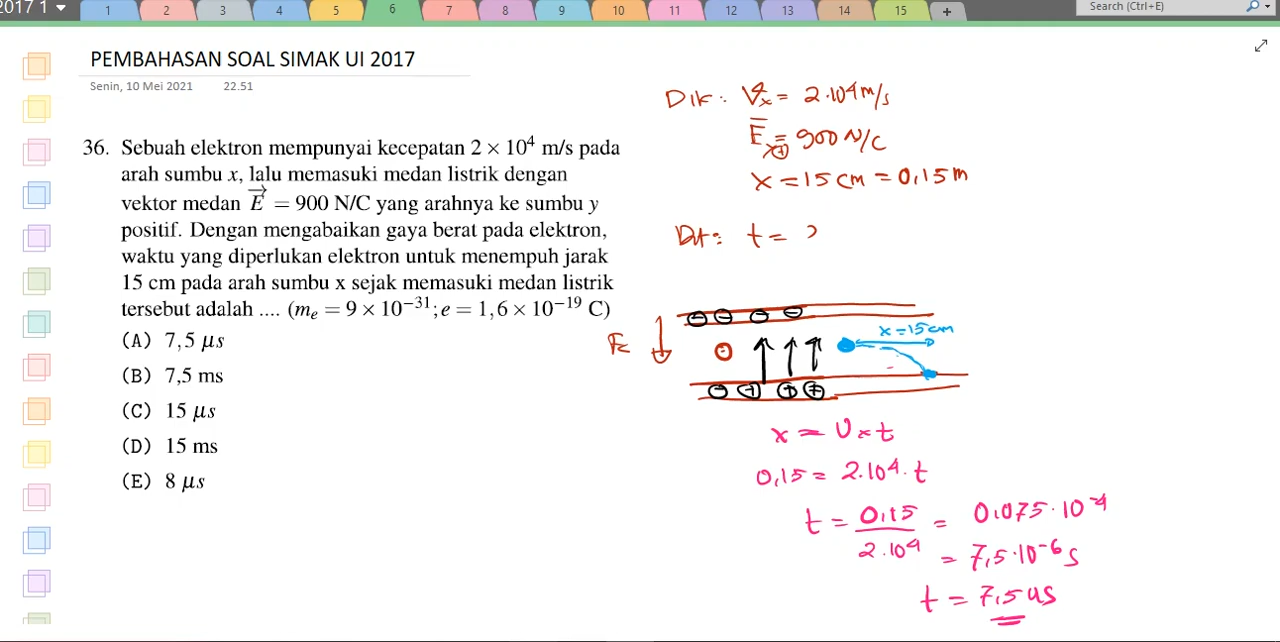 2017 1
1 2 3 4 5 6 7 8 9 10 11 12 13 14 15 +
Search (Ctrl+E)
PEMBAHASAN SOAL SIMAK UI 2017
Senin, 10 Mei 2021 22.51
36. Sebuah elektron mempunyai kecepatan 2 × 10⁴ m/s pada
arah sumbu x, lalu memasuki medan listrik dengan
vektor medan E⃗ = 900 N/C yang arahnya ke sumbu y
positif. Dengan mengabaikan gaya berat pada elektron,
waktu yang diperlukan elektron untuk menempuh jarak
15 cm pada arah sumbu x sejak memasuki medan listrik
tersebut adalah .... (mₑ = 9 × 10⁻³¹; e = 1,6 × 10⁻¹⁹ C)
(A) 7,5 μs
(B) 7,5 ms
(C) 15 μs
(D) 15 ms
(E) 8 μs
Dik: Vx = 2·10⁴ m/s
E = 900 N/C
x = 15 cm = 0,15 m
Dit: t = ?
x = 15 cm
x = Vx t
0,15 = 2.10⁴. t
t = 0,15 / 2.10⁴ = 0,075·10⁻⁴
= 7,5·10⁻⁶ s
t = 7,5 us